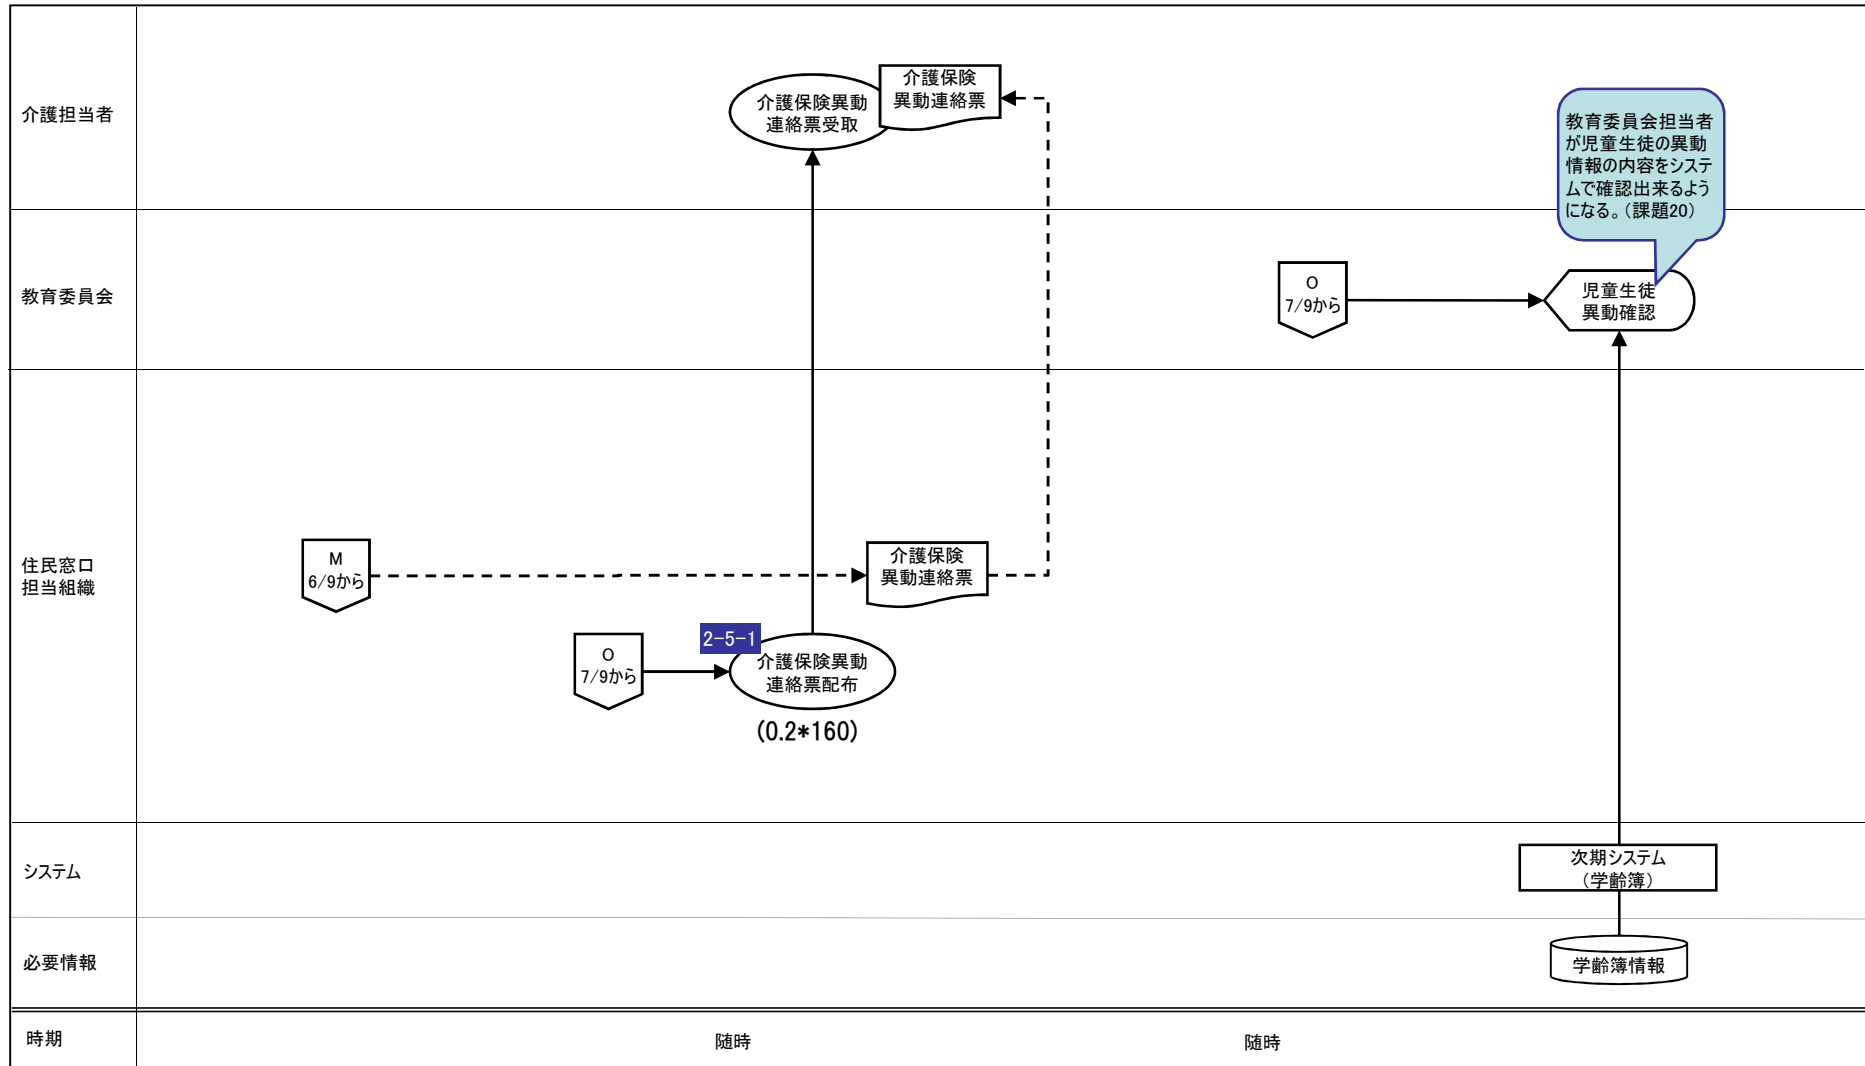 介護担当者
介護保険異動
連絡票受取
介護保険
異動連絡票
教育委員会担当者
が児童生徒の異動
情報の内容をシステ
ムで確認出来るよう
になる。（課題20）
教育委員会
O
7/9から
児童生徒
異動確認
住民窓口
担当組織
M
6/9から
介護保険
異動連絡票
O
7/9から
2-5-1
介護保険異動
連絡票配布
(0.2*160)
システム
次期システム
（学齢簿）
必要情報
学齢簿情報
時期
随時
随時